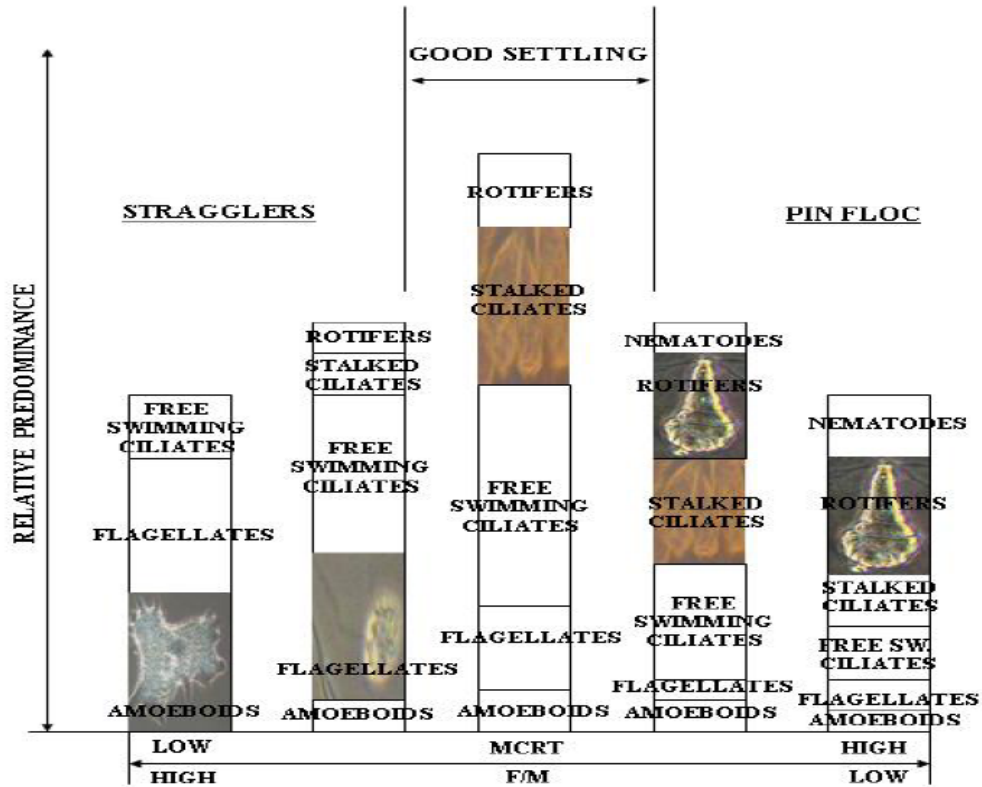 GOOD SETTLING
STRAGGLERS
PIN FLOC
RELATIVE PREDOMINANCE
FREE
SWIMMING
CILIATES
FLAGELLATES
AMOEBOIDS
ROTIFERS
STALKED
CILIATES
FREE
SWIMMING
CILIATES
FLAGELLATES
AMOEBOIDS
ROTIFERS
STALKED
CILIATES
FREE
SWIMMING
CILIATES
FLAGELLATES
AMOEBOIDS
NEMATODES
ROTIFERS
STALKED
CILIATES
FREE
SWIMMING
CILIATES
FLAGELLATES
AMOEBOIDS
NEMATODES
ROTIFERS
STALKED
CILIATES
FREE SW.
CILIATES
FLAGELLATES
AMOEBOIDS
LOW MCRT HIGH
HIGH F/M LOW